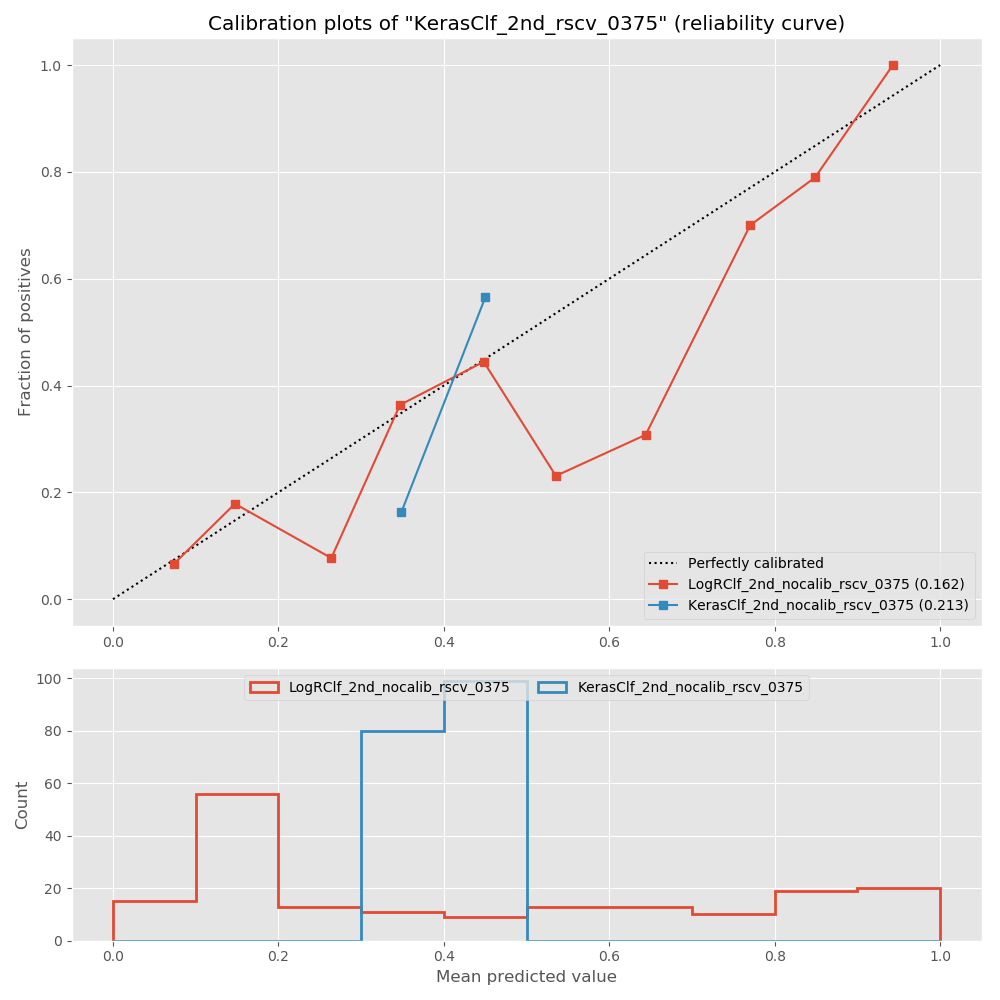 Calibration plots of "KerasClf_2nd_rscv_0375" (reliability curve)
1.0
0.8
0.6
0.4
0.2
0.0
Fraction of positives
Perfectly calibrated
LogRClf_2nd_nocalib_rscv_0375 (0.162)
KerasClf_2nd_nocalib_rscv_0375 (0.213)
0.0 0.2 0.4 0.6 0.8 1.0
LogRClf_2nd_nocalib_rscv_0375 KerasClf_2nd_nocalib_rscv_0375
100
80
60
40
20
0
Count
0.0 0.2 0.4 0.6 0.8 1.0
Mean predicted value